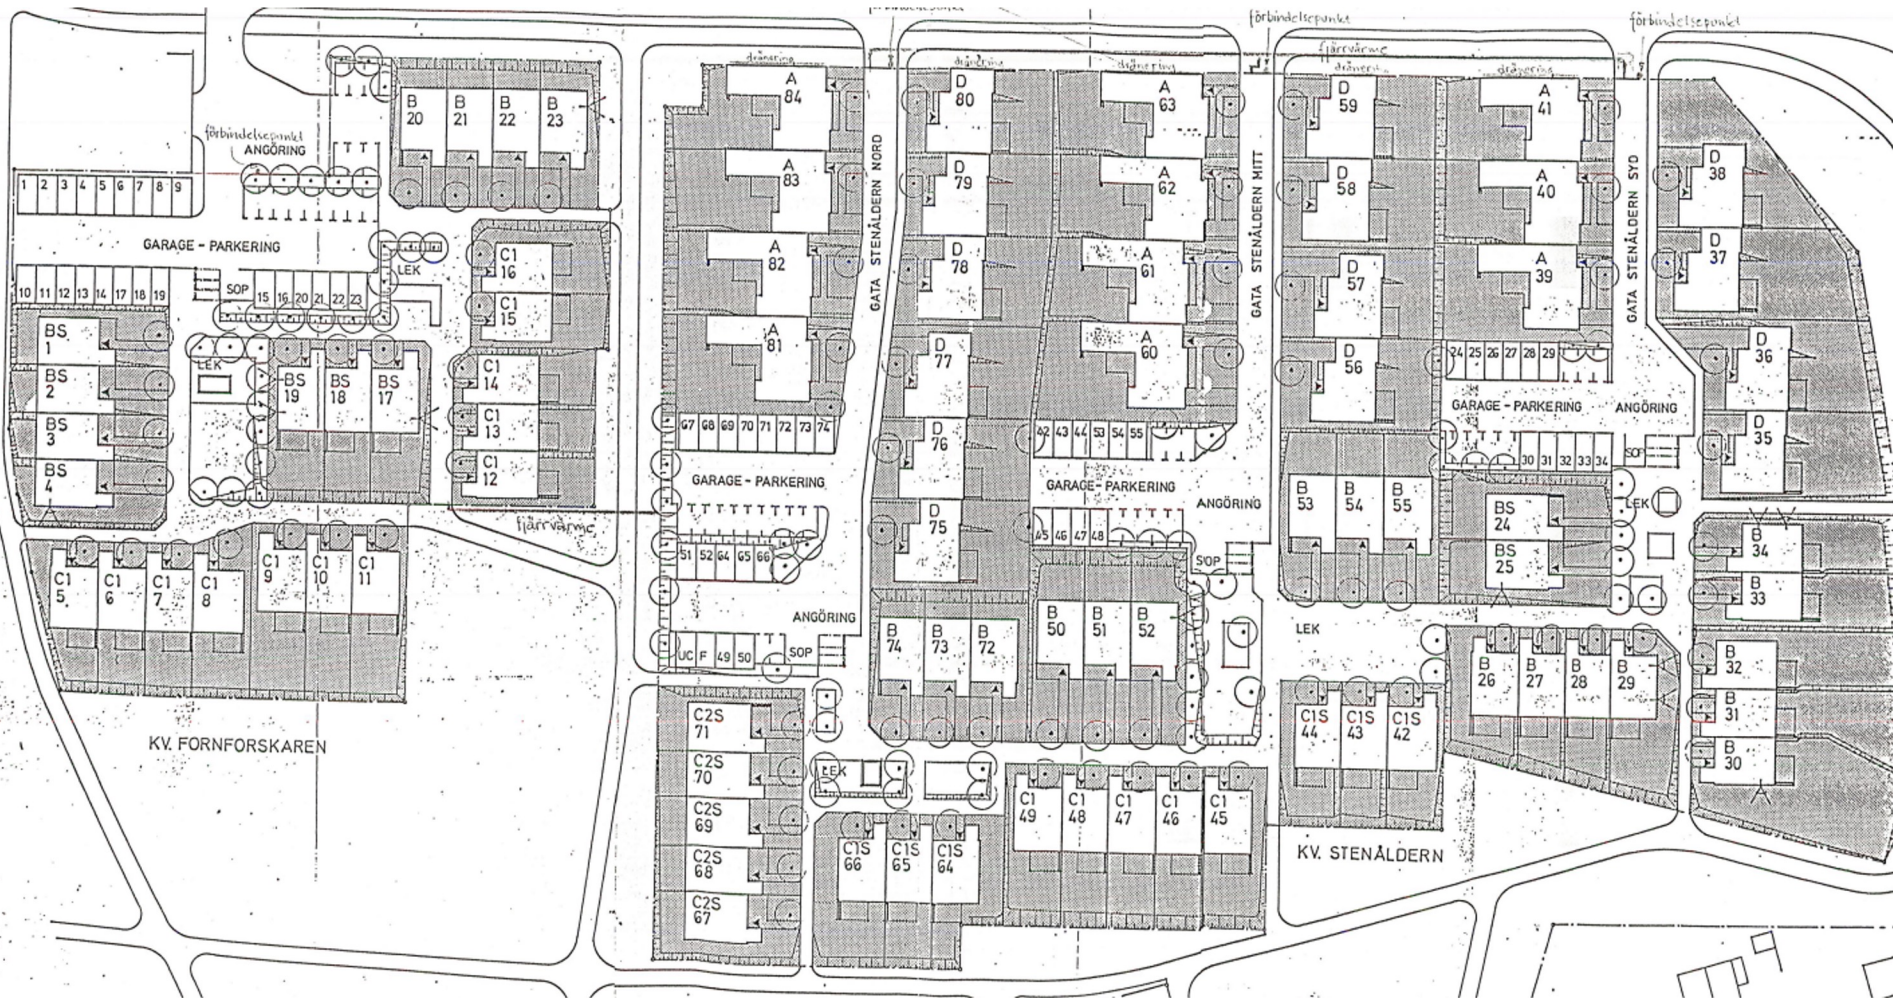 förbindelsepunkt
förbindelsepunkt
fjärrvärme
dränering
dränering
dränering
dränering
A
84
D
80
A
63
D
59
A
41
B
20
B
21
B
22
B
23
förbindelsepunkt
ANGÖRING
1 2 3 4 5 6 7 8 9
A
83
D
79
A
62
D
58
A
40
D
38
GATA STENÅLDERN NORD
GATA STENÅLDERN MITT
GATA STENÅLDERN SYD
GARAGE - PARKERING
LEK
C1
16
A
82
D
78
A
61
D
57
A
39
D
37
10 11 12 13 14 17 18 19
SOP
15 16 20 21 22 23
C1
15
BS
1
BS
2
BS
3
BS
4
LEK
BS
19
BS
18
BS
17
C1
14
C1
13
C1
12
A
81
D
77
A
60
D
56
24 25 26 27 28 29
D
36
GARAGE - PARKERING
ANGÖRING
67 68 69 70 71 72 73 74
D
76
42 43 44 53 54 55
30 31 32 33 34
SOP
D
35
GARAGE - PARKERING
GARAGE - PARKERING
ANGÖRING
B
53
B
54
B
55
BS
24
BS
25
LEK
fjärrvärme
D
75
45 46 47 48
SOP
B
34
B
33
51 52 64 65 66
C1
5
C1
6
C1
7
C1
8
C1
9
C1
10
C1
11
ANGÖRING
UC F 49 50
SOP
B
74
B
73
B
72
B
50
B
51
B
52
LEK
B
26
B
27
B
28
B
29
B
32
B
31
B
30
KV. FORNFORSKAREN
C2S
71
C2S
70
C2S
69
C2S
68
C2S
67
LEK
C1S
44
C1S
43
C1S
42
C1
49
C1
48
C1
47
C1
46
C1
45
C1S
66
C1S
65
C1S
64
KV. STENÅLDERN